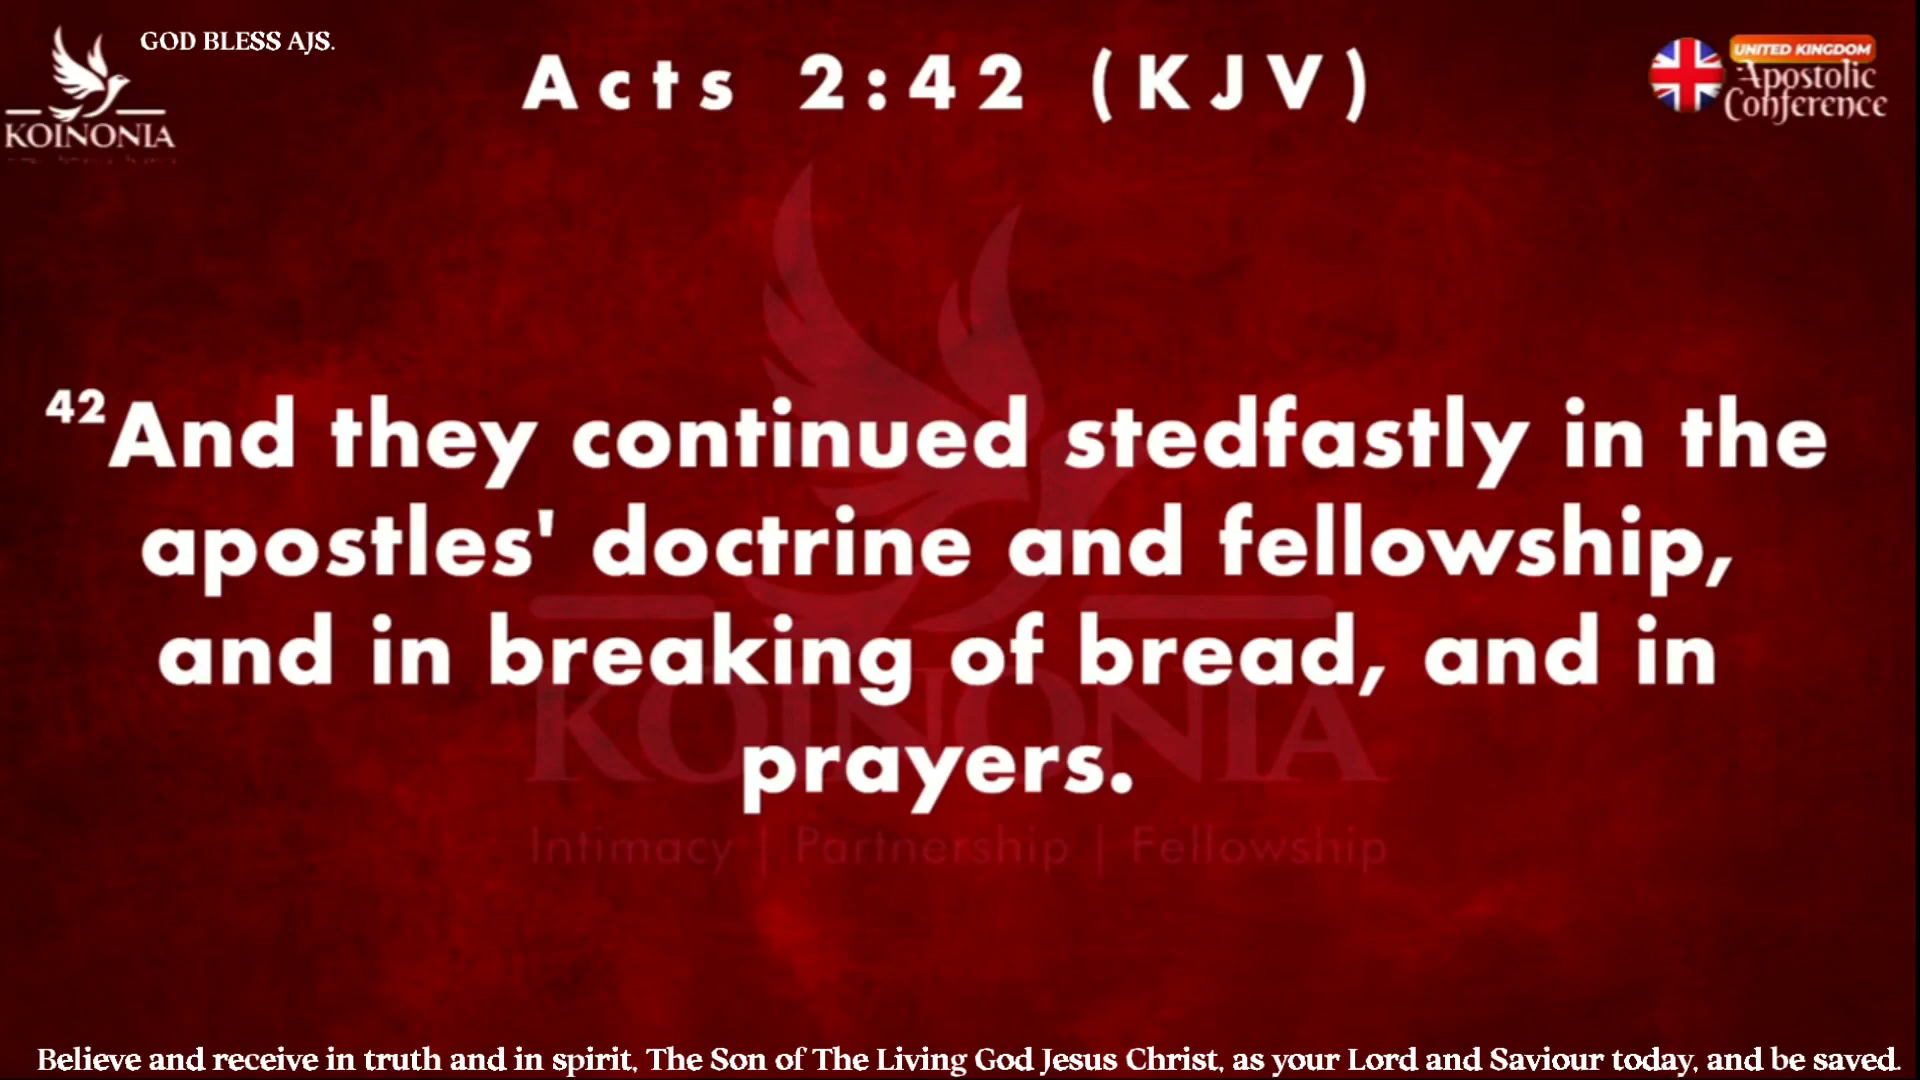 GOD BLESS AJS.
KOINONIA
Acts 2:42 (KJV)
UNITED KINGDOM
Apostolic
Conference
42And they continued stedfastly in the
apostles' doctrine and fellowship,
and in breaking of bread, and in
prayers.
KOINONIA
Intimacy | Partnership | Fellowship
Believe and receive in truth and in spirit, The Son of The Living God Jesus Christ, as your Lord and Saviour today, and be saved.